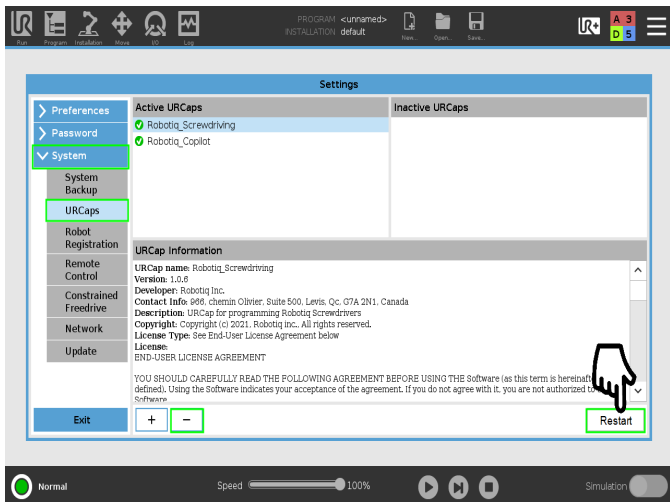 UR
PROGRAM <unnamed>
INSTALLATION default
UR+
A 3
D 5
Run
Program
Installation
Move
I/O
Log
New...
Open...
Save...
Settings
Preferences
Password
System
System
Backup
URCaps
Robot
Registration
Remote
Control
Constrained
Freedrive
Network
Update
Exit
Active URCaps
Robotiq_Screwdriving
Robotiq_Copilot
Inactive URCaps
URCap Information
URCap name: Robotiq_Screwdriving
Version: 1.0.6
Developer: Robotiq Inc.
Contact Info: 966, chemin Olivier, Suite 500, Levis, Qc, G7A 2N1, Canada
Description: URCap for programming Robotiq Screwdrivers
Copyright: Copyright (c) 2021, Robotiq inc., All rights reserved.
License Type: See End-User License Agreement below
License:
END-USER LICENSE AGREEMENT
YOU SHOULD CAREFULLY READ THE FOLLOWING AGREEMENT BEFORE USING THE Software (as this term is
defined). Using the Software indicates your acceptance of the agreement. If you do not agree with it, you are not authorized to
Software
+
−
Restart
Normal
Speed
100%
Simulation